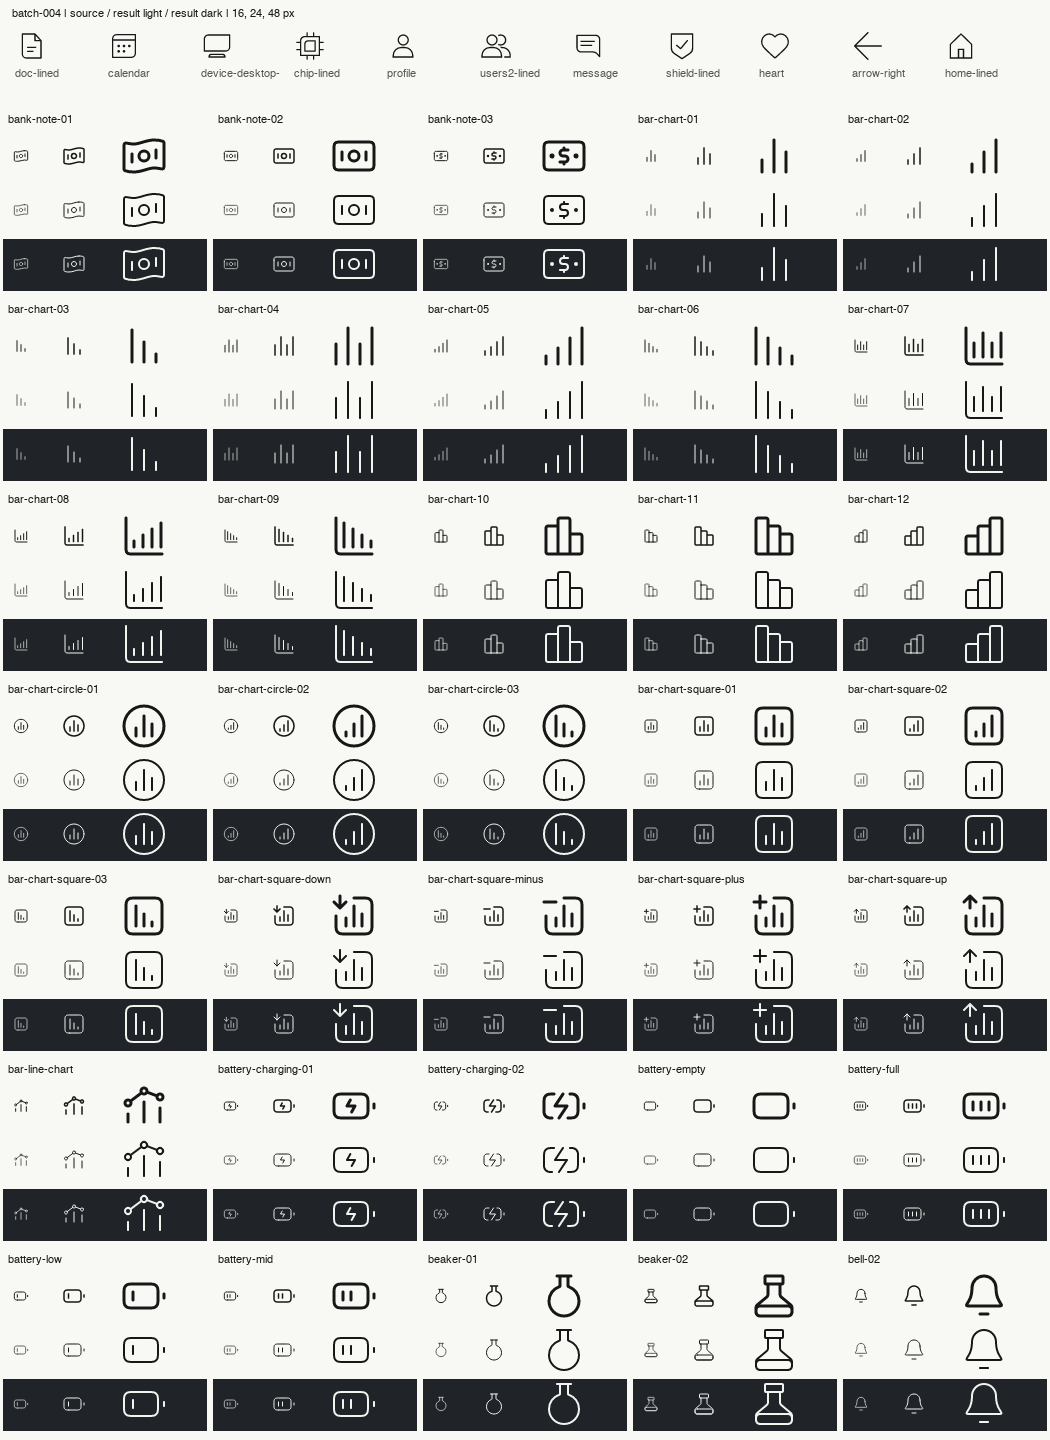 batch-004 | source / result light / result dark | 16, 24, 48 px
doc-lined calendar device-desktop- chip-lined profile users2-lined message shield-lined heart arrow-right home-lined
bank-note-01 bank-note-02 bank-note-03 bar-chart-01 bar-chart-02
bar-chart-03 bar-chart-04 bar-chart-05 bar-chart-06 bar-chart-07
bar-chart-08 bar-chart-09 bar-chart-10 bar-chart-11 bar-chart-12
bar-chart-circle-01 bar-chart-circle-02 bar-chart-circle-03 bar-chart-square-01 bar-chart-square-02
bar-chart-square-03 bar-chart-square-down bar-chart-square-minus bar-chart-square-plus bar-chart-square-up
bar-line-chart battery-charging-01 battery-charging-02 battery-empty battery-full
battery-low battery-mid beaker-01 beaker-02 bell-02